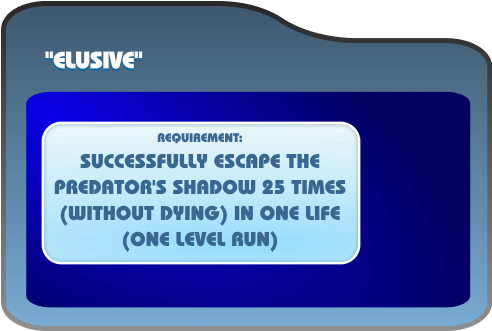 "ELUSIVE"
REQUIREMENT:
SUCCESSFULLY ESCAPE THE
PREDATOR'S SHADOW 25 TIMES
(WITHOUT DYING) IN ONE LIFE
(ONE LEVEL RUN)